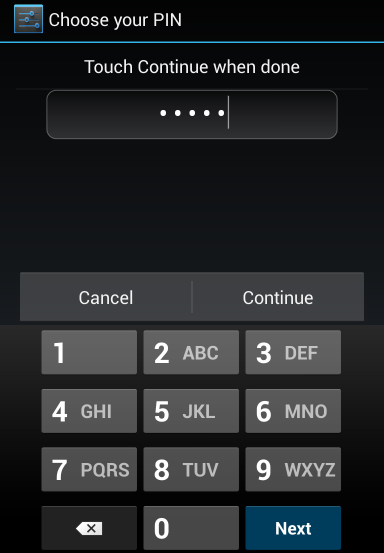 Choose your PIN
Touch Continue when done
•••••
Cancel Continue
1 2 ABC 3 DEF
4 GHI 5 JKL 6 MNO
7 PQRS 8 TUV 9 WXYZ
0 Next